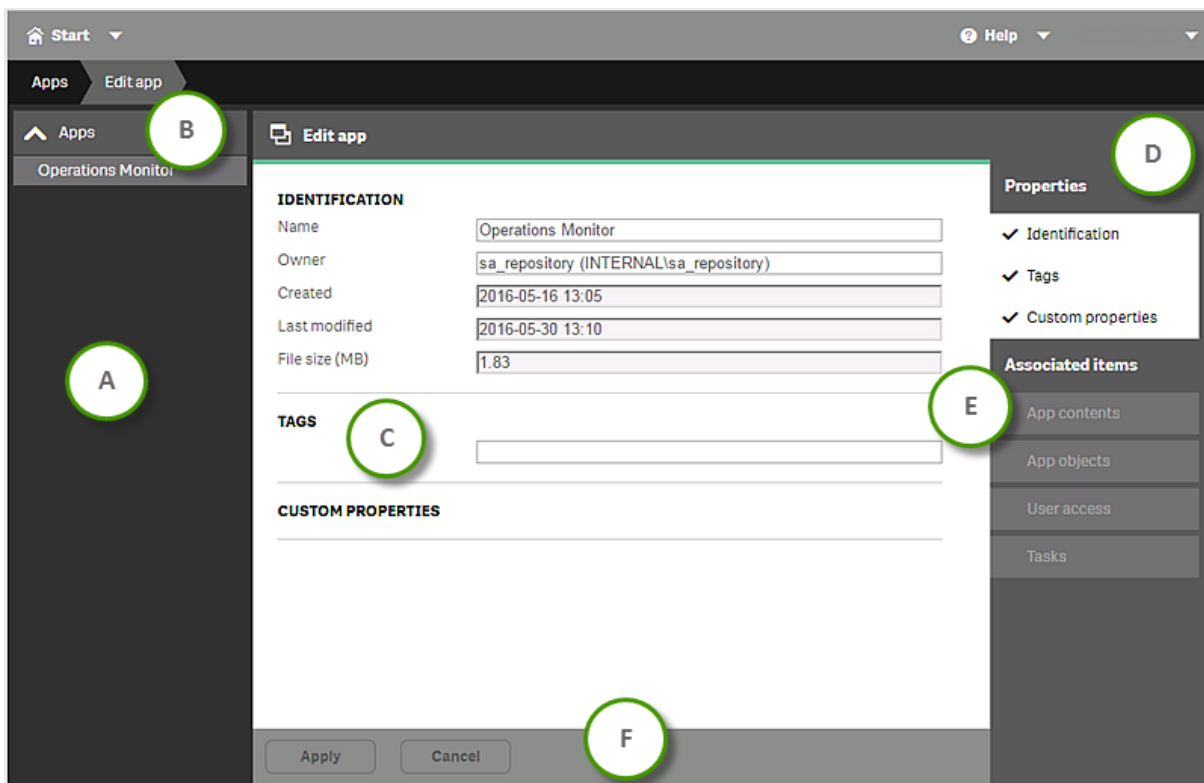 Start
Help
Apps
Edit app
Apps
B
Operations Monitor
A
Edit app
IDENTIFICATION
Name
Operations Monitor
Owner
sa_repository (INTERNAL\sa_repository)
Created
2016-05-16 13:05
Last modified
2016-05-30 13:10
File size (MB)
1.83
TAGS
C
CUSTOM PROPERTIES
D
Properties
Identification
Tags
Custom properties
Associated items
E
App contents
App objects
User access
Tasks
Apply
Cancel
F